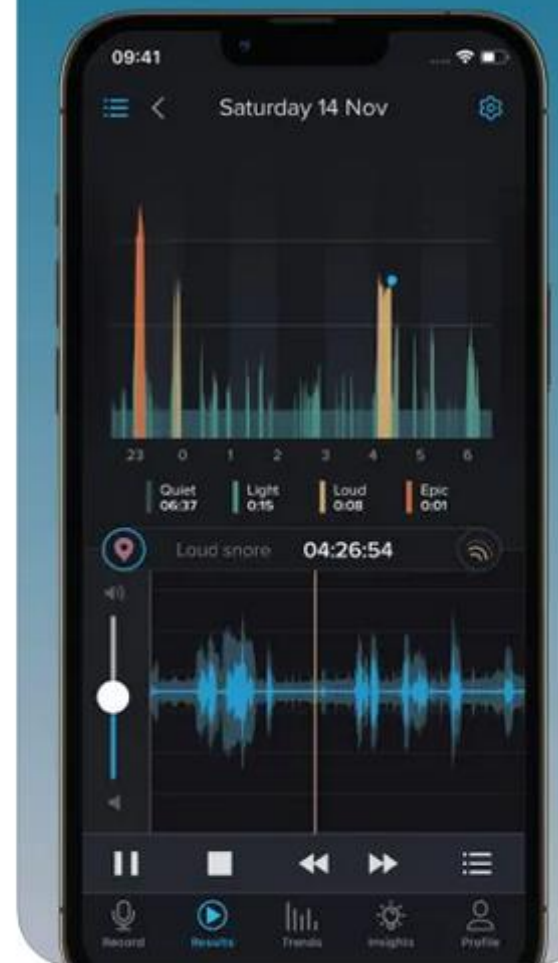 09:41
Saturday 14 Nov
23 0 1 2 3 4 5 6
Quiet Light Loud Epic
06:37 0:15 0:08 0:01
Loud snore 04:26:54
Record Results Trends Insights Profile